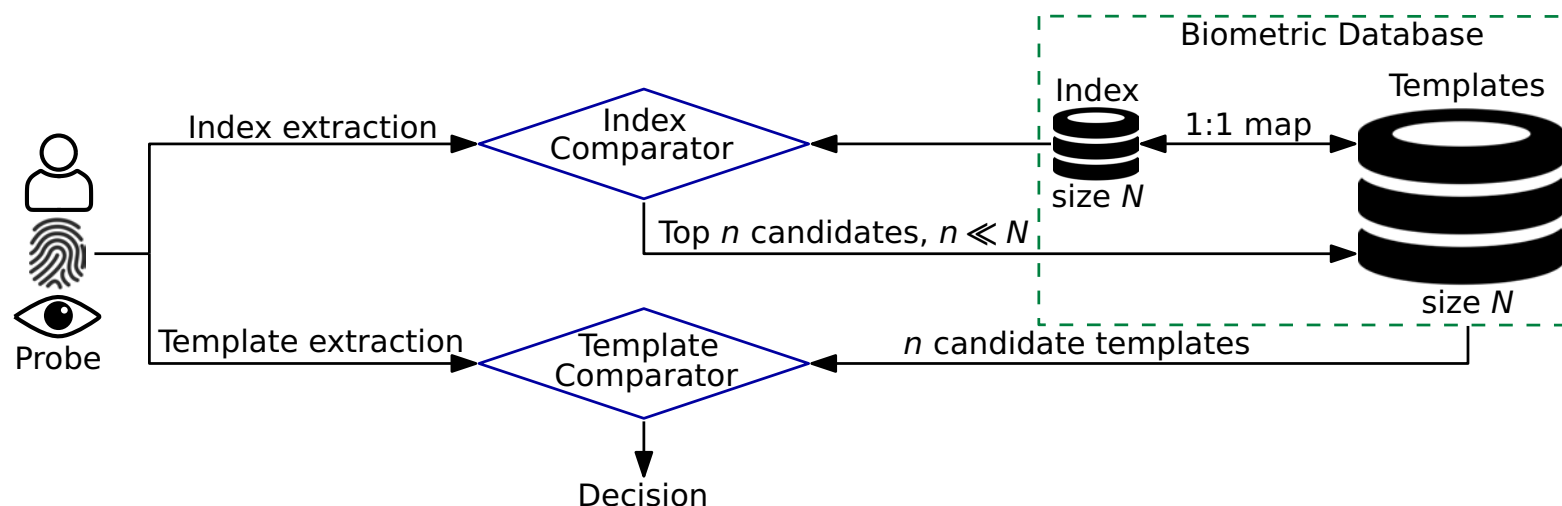 Biometric Database
Index
Templates
Index extraction
Index
Comparator
1:1 map
size N
Top n candidates, n ≪ N
size N
Probe
Template extraction
Template
Comparator
n candidate templates
Decision